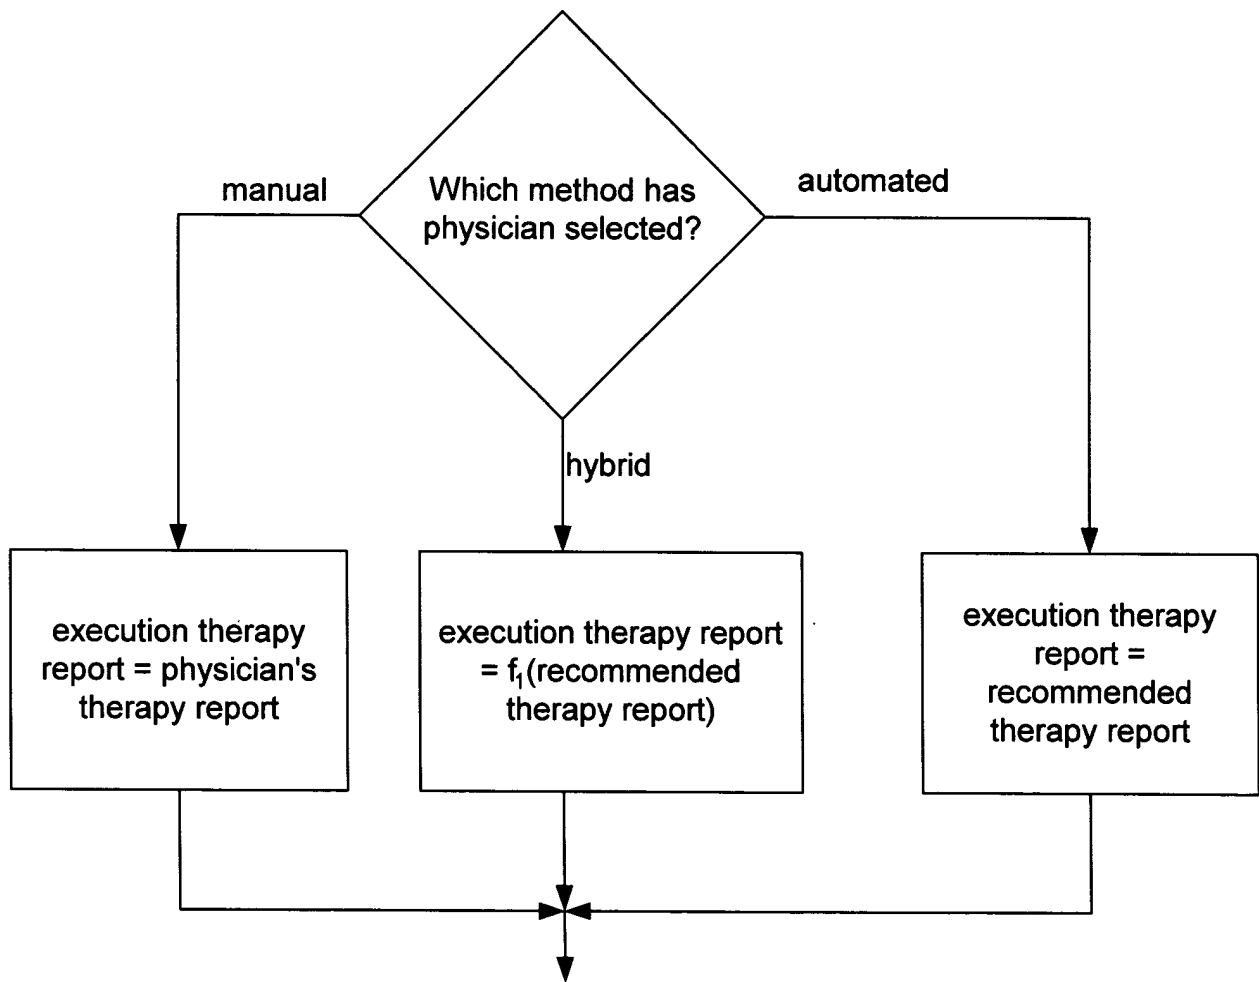 manual
Which method has
physician selected?
automated
hybrid
execution therapy
report = physician's
therapy report
execution therapy report
= f₁(recommended
therapy report)
execution therapy
report =
recommended
therapy report